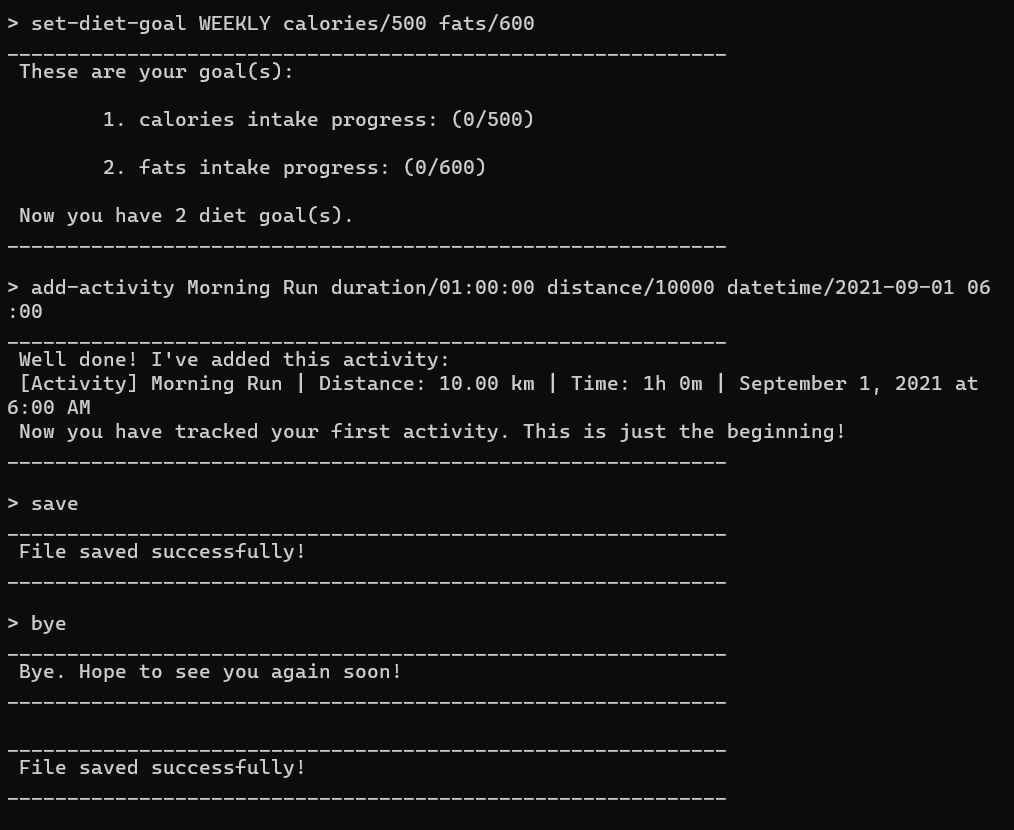 > set-diet-goal WEEKLY calories/500 fats/600
____________________________________________________________
These are your goal(s):
1. calories intake progress: (0/500)
2. fats intake progress: (0/600)
Now you have 2 diet goal(s).
____________________________________________________________
> add-activity Morning Run duration/01:00:00 distance/10000 datetime/2021-09-01 06
:00
____________________________________________________________
Well done! I've added this activity:
[Activity] Morning Run | Distance: 10.00 km | Time: 1h 0m | September 1, 2021 at
6:00 AM
Now you have tracked your first activity. This is just the beginning!
____________________________________________________________
> save
____________________________________________________________
File saved successfully!
____________________________________________________________
> bye
____________________________________________________________
Bye. Hope to see you again soon!
____________________________________________________________
____________________________________________________________
File saved successfully!
____________________________________________________________